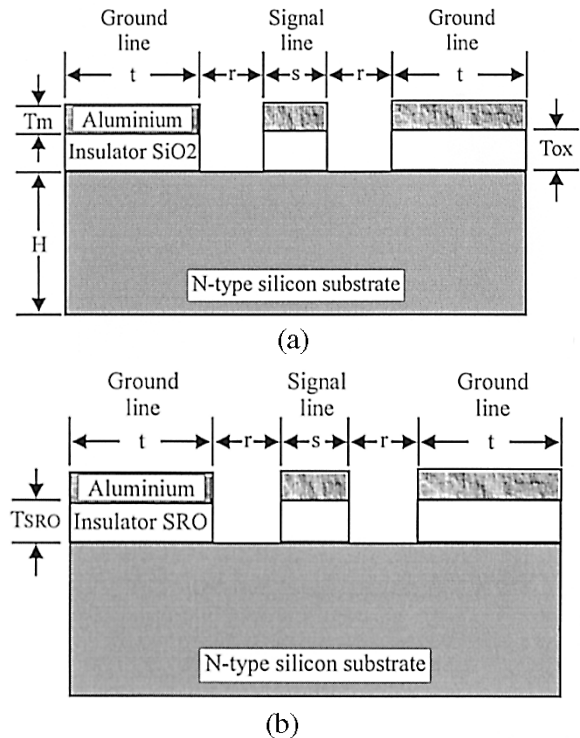 Ground line
Signal line
Ground line
t
r
s
r
t
Tm
Aluminium
Insulator SiO2
Tox
H
N-type silicon substrate
(a)
Ground line
Signal line
Ground line
t
r
s
r
t
Aluminium
TSRO
Insulator SRO
N-type silicon substrate
(b)